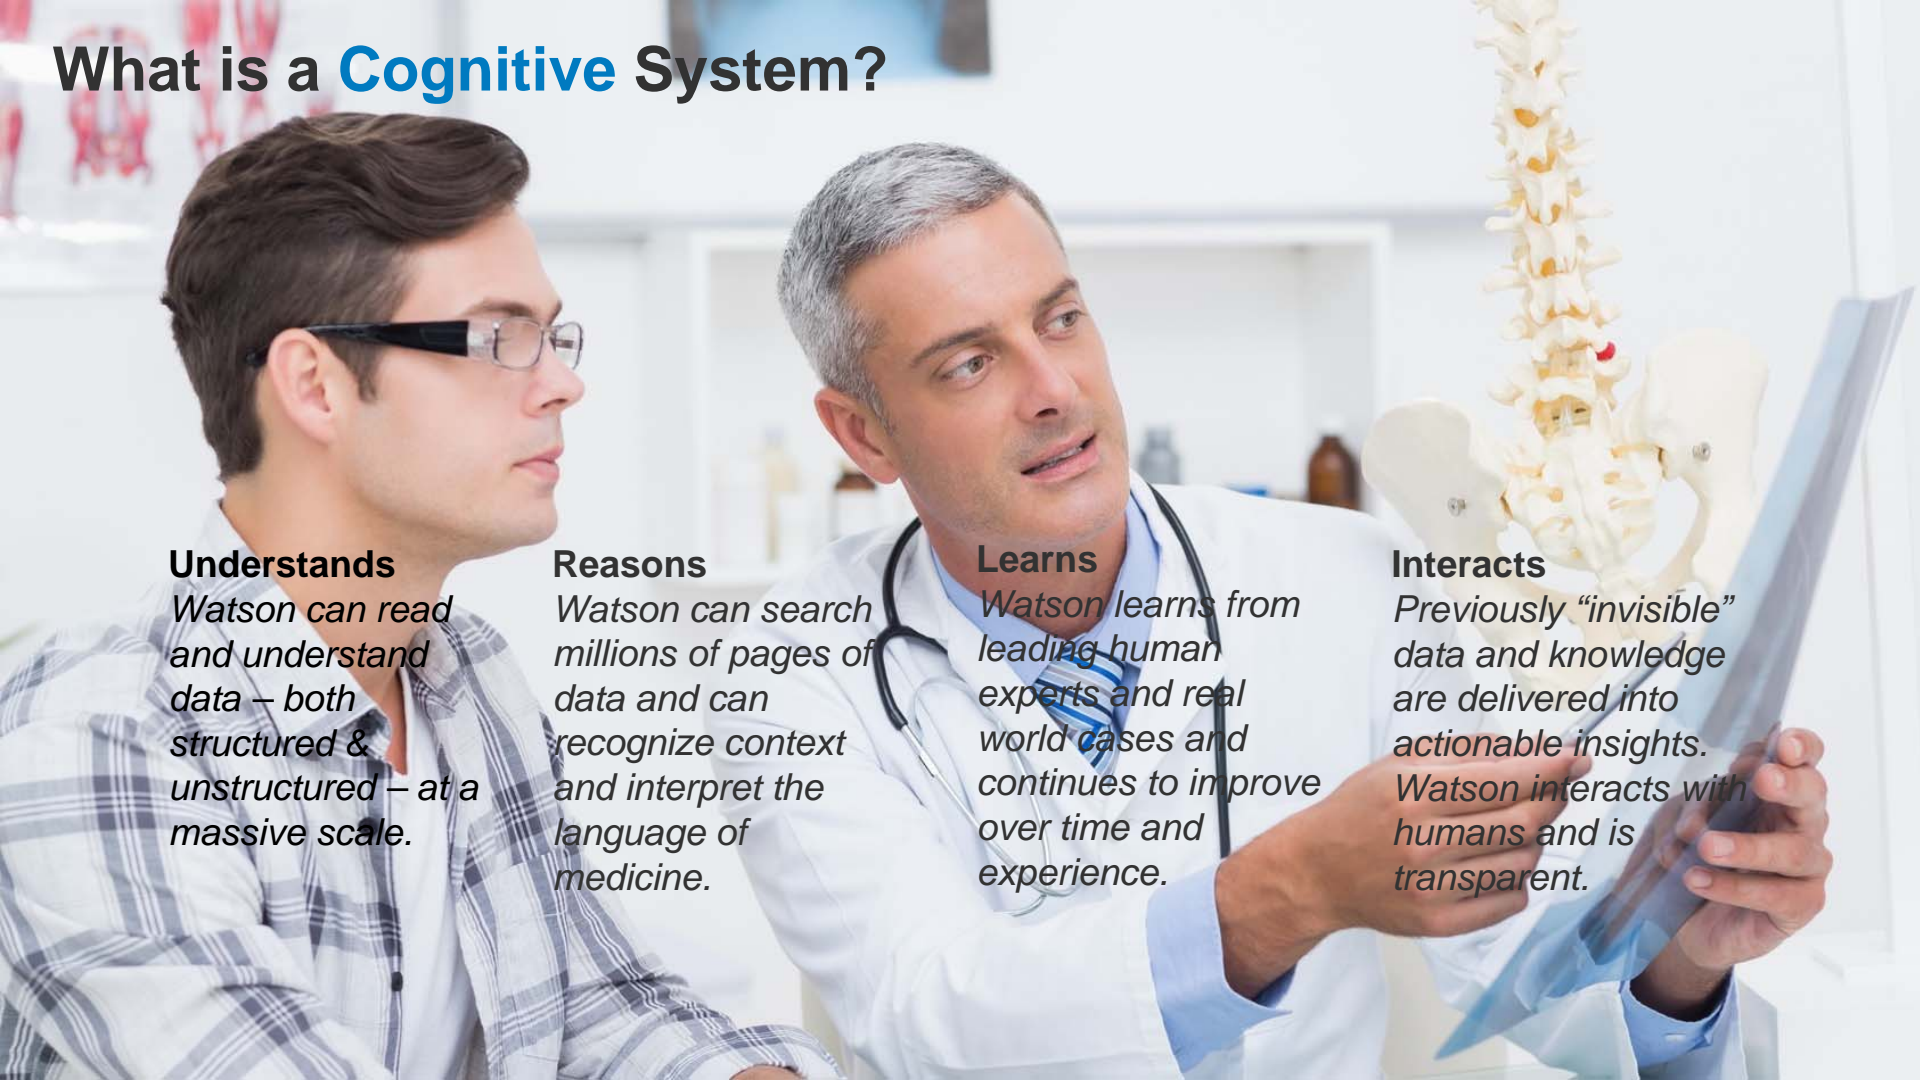 What is a Cognitive System?
Understands
Watson can read
and understand
data – both
structured &
unstructured – at a
massive scale.
Reasons
Watson can search
millions of pages of
data and can
recognize context
and interpret the
language of
medicine.
Learns
Watson learns from
leading human
experts and real
world cases and
continues to improve
over time and
experience.
Interacts
Previously “invisible”
data and knowledge
are delivered into
actionable insights.
Watson interacts with
humans and is
transparent.